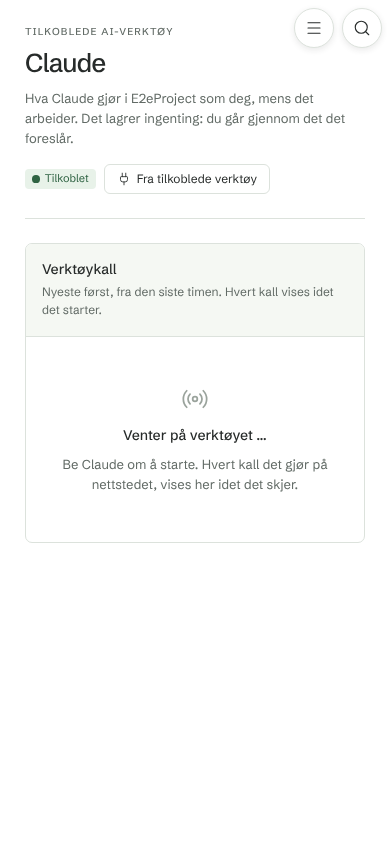 TILKOBLEDE AI-VERKTØY
Claude
Hva Claude gjør i E2eProject som deg, mens det
arbeider. Det lagrer ingenting: du går gjennom det det
foreslår.
Tilkoblet
Fra tilkoblede verktøy
Verktøykall
Nyeste først, fra den siste timen. Hvert kall vises idet
det starter.
Venter på verktøyet …
Be Claude om å starte. Hvert kall det gjør på
nettstedet, vises her idet det skjer.